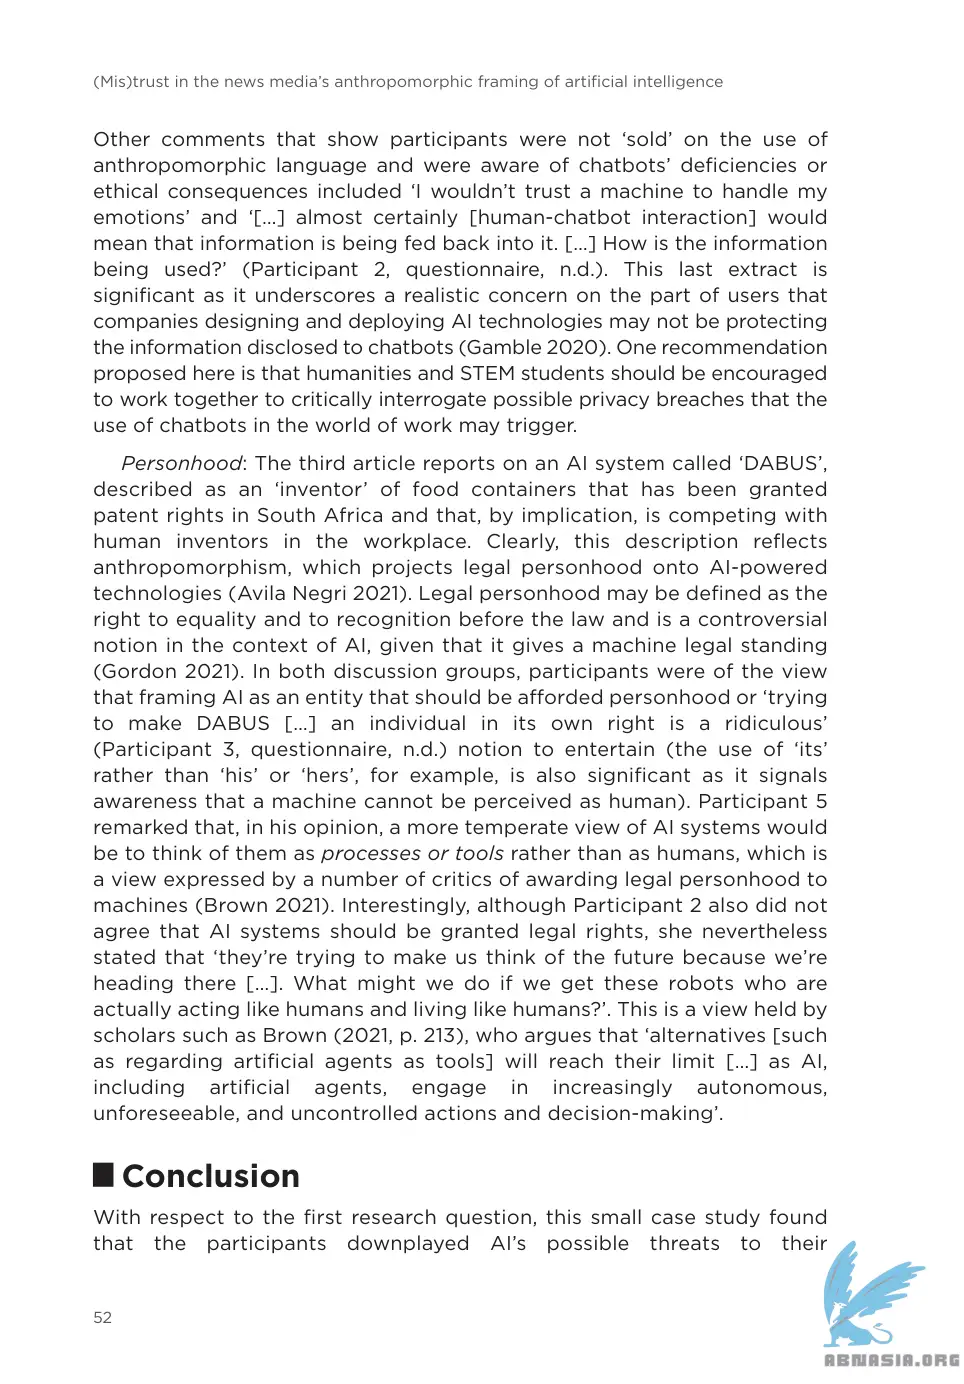 (Mis)trust in the news media’s anthropomorphic framing of artificial intelligence
Other comments that show participants were not ‘sold’ on the use of
anthropomorphic language and were aware of chatbots’ deficiencies or
ethical consequences included ‘I wouldn’t trust a machine to handle my
emotions’ and ‘[…] almost certainly [human-chatbot interaction] would
mean that information is being fed back into it. […] How is the information
being used?’ (Participant 2, questionnaire, n.d.). This last extract is
significant as it underscores a realistic concern on the part of users that
companies designing and deploying AI technologies may not be protecting
the information disclosed to chatbots (Gamble 2020). One recommendation
proposed here is that humanities and STEM students should be encouraged
to work together to critically interrogate possible privacy breaches that the
use of chatbots in the world of work may trigger.
Personhood: The third article reports on an AI system called ‘DABUS’,
described as an ‘inventor’ of food containers that has been granted
patent rights in South Africa and that, by implication, is competing with
human inventors in the workplace. Clearly, this description reflects
anthropomorphism, which projects legal personhood onto AI-powered
technologies (Avila Negri 2021). Legal personhood may be defined as the
right to equality and to recognition before the law and is a controversial
notion in the context of AI, given that it gives a machine legal standing
(Gordon 2021). In both discussion groups, participants were of the view
that framing AI as an entity that should be afforded personhood or ‘trying
to make DABUS […] an individual in its own right is a ridiculous’
(Participant 3, questionnaire, n.d.) notion to entertain (the use of ‘its’
rather than ‘his’ or ‘hers’, for example, is also significant as it signals
awareness that a machine cannot be perceived as human). Participant 5
remarked that, in his opinion, a more temperate view of AI systems would
be to think of them as processes or tools rather than as humans, which is
a view expressed by a number of critics of awarding legal personhood to
machines (Brown 2021). Interestingly, although Participant 2 also did not
agree that AI systems should be granted legal rights, she nevertheless
stated that ‘they’re trying to make us think of the future because we’re
heading there […]. What might we do if we get these robots who are
actually acting like humans and living like humans?’. This is a view held by
scholars such as Brown (2021, p. 213), who argues that ‘alternatives [such
as regarding artificial agents as tools] will reach their limit […] as AI,
including artificial agents, engage in increasingly autonomous,
unforeseeable, and uncontrolled actions and decision-making’.
Conclusion
With respect to the first research question, this small case study found
that the participants downplayed AI’s possible threats to their
52
ABNASIA.ORG